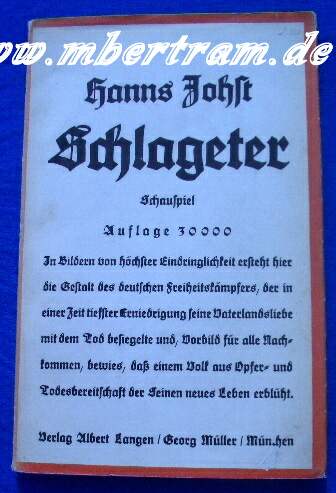 www.mbertram.de
Hanns Johst
Schlageter
Schauspiel
Auflage 30000
In Bildern von höchster Eindringlichkeit ersteht hier
die Gestalt des deutschen Freiheitskämpfers, der in
einer Zeit tiefster Erniedrigung seine Vaterlandsliebe
mit dem Tod besiegelte und, Vorbild für alle Nach-
kommen, bewies, daß einem Volk aus Opfer- und
Todesbereitschaft der Seinen neues Leben erblüht.
Verlag Albert Langen / Georg Müller / München